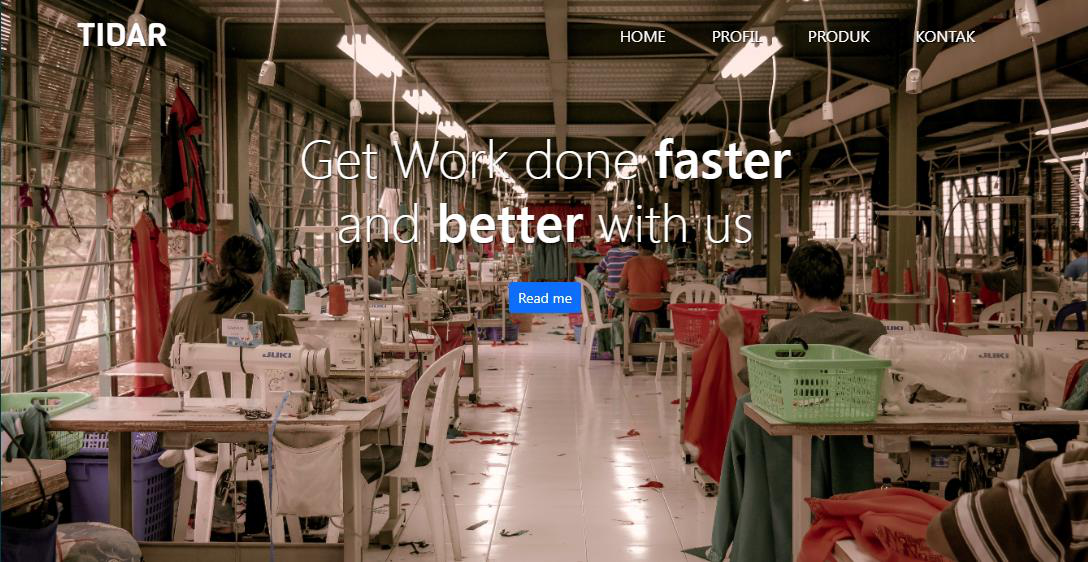 TIDAR
HOME PROFIL PRODUK KONTAK
Get Work done faster
and better with us
Read me
JUKI
JUKI
JUKI